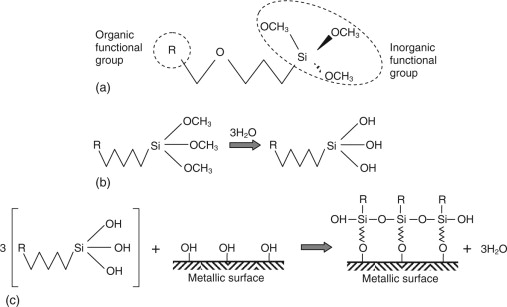 Organic
functional
group
R
O
OCH3
OCH3
Si
OCH3
Inorganic
functional
group
(a)
R
Si
OCH3
OCH3
OCH3
3H2O
R
Si
OH
OH
OH
(b)
3
R
Si
OH
OH
OH
+
OH OH OH
Metallic surface
R R R
OH Si O Si O Si OH
O O O
Metallic surface
+ 3H2O
(c)